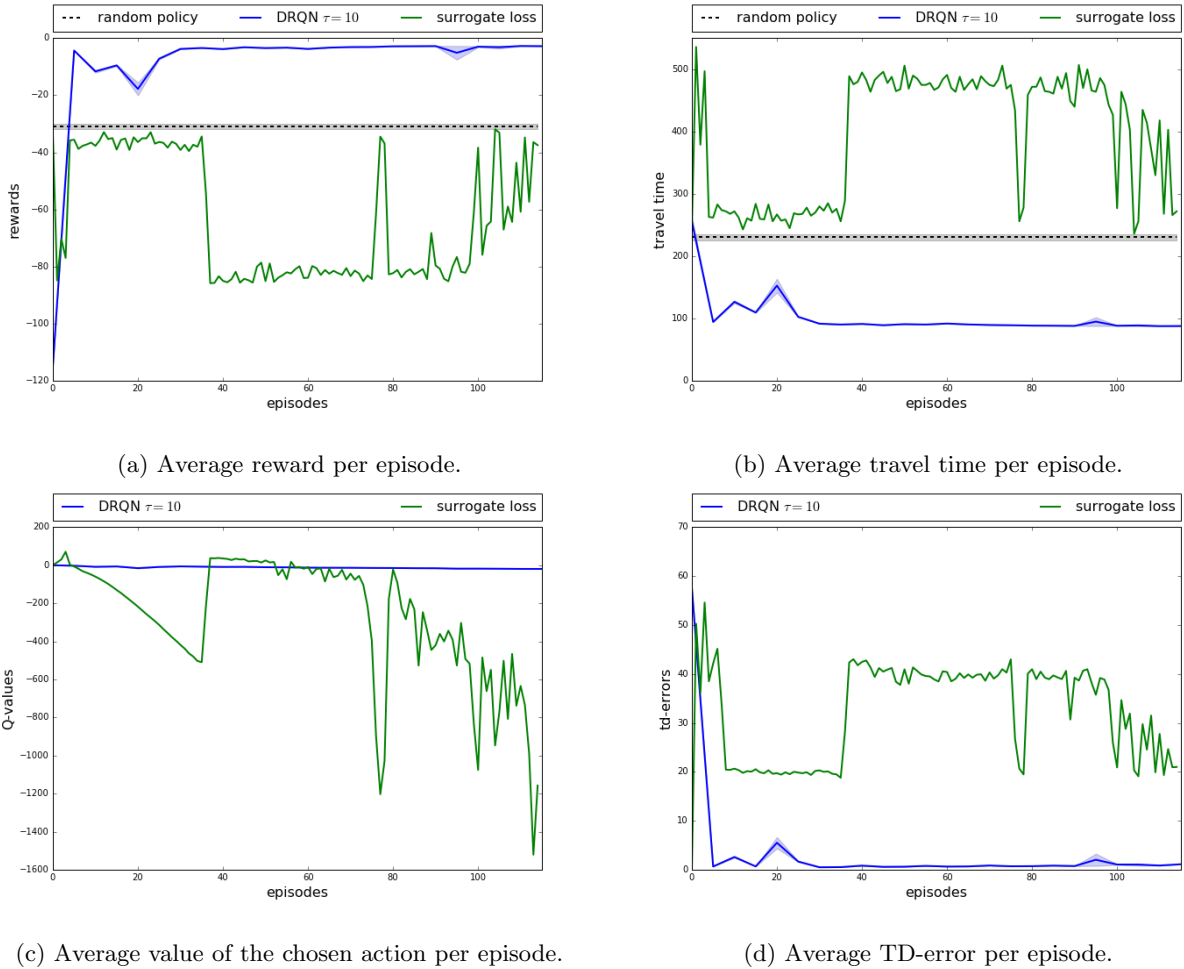 random policy DRQN τ = 10 surrogate loss
0
−20
−40
−60
−80
−100
−120
rewards
0 20 40 60 80 100
episodes
(a) Average reward per episode.
random policy DRQN τ = 10 surrogate loss
500
400
300
200
100
0
travel time
0 20 40 60 80 100
episodes
(b) Average travel time per episode.
DRQN τ = 10 surrogate loss
200
0
−200
−400
−600
−800
−1000
−1200
−1400
−1600
Q-values
0 20 40 60 80 100
episodes
(c) Average value of the chosen action per episode.
DRQN τ = 10 surrogate loss
70
60
50
40
30
20
10
0
td-errors
0 20 40 60 80 100
episodes
(d) Average TD-error per episode.